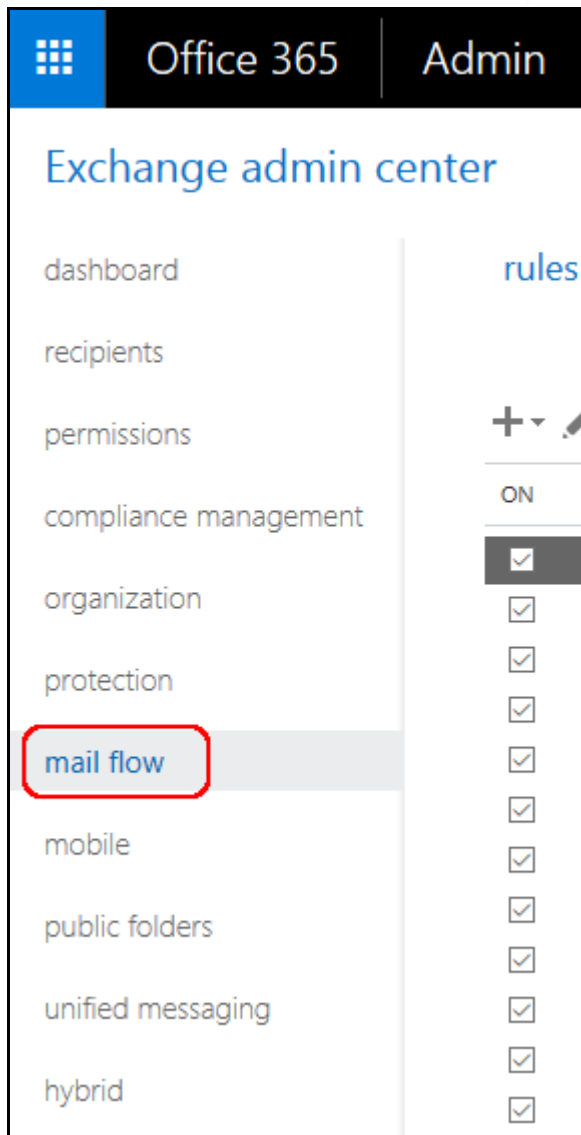 Office 365 Admin
Exchange admin center
dashboard
recipients
permissions
compliance management
organization
protection
mail flow
mobile
public folders
unified messaging
hybrid
rules
ON